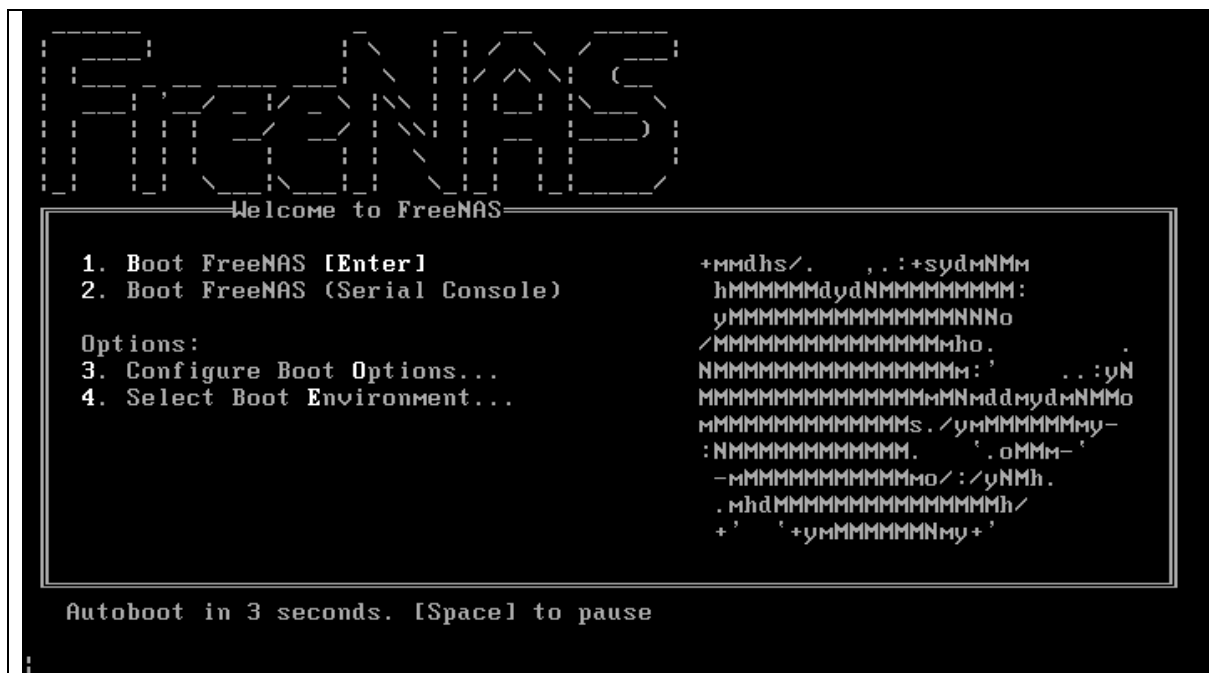 FreeNAS
Welcome to FreeNAS
1. Boot FreeNAS [Enter]
2. Boot FreeNAS (Serial Console)
Options:
3. Configure Boot Options...
4. Select Boot Environment...
Autoboot in 3 seconds. [Space] to pause